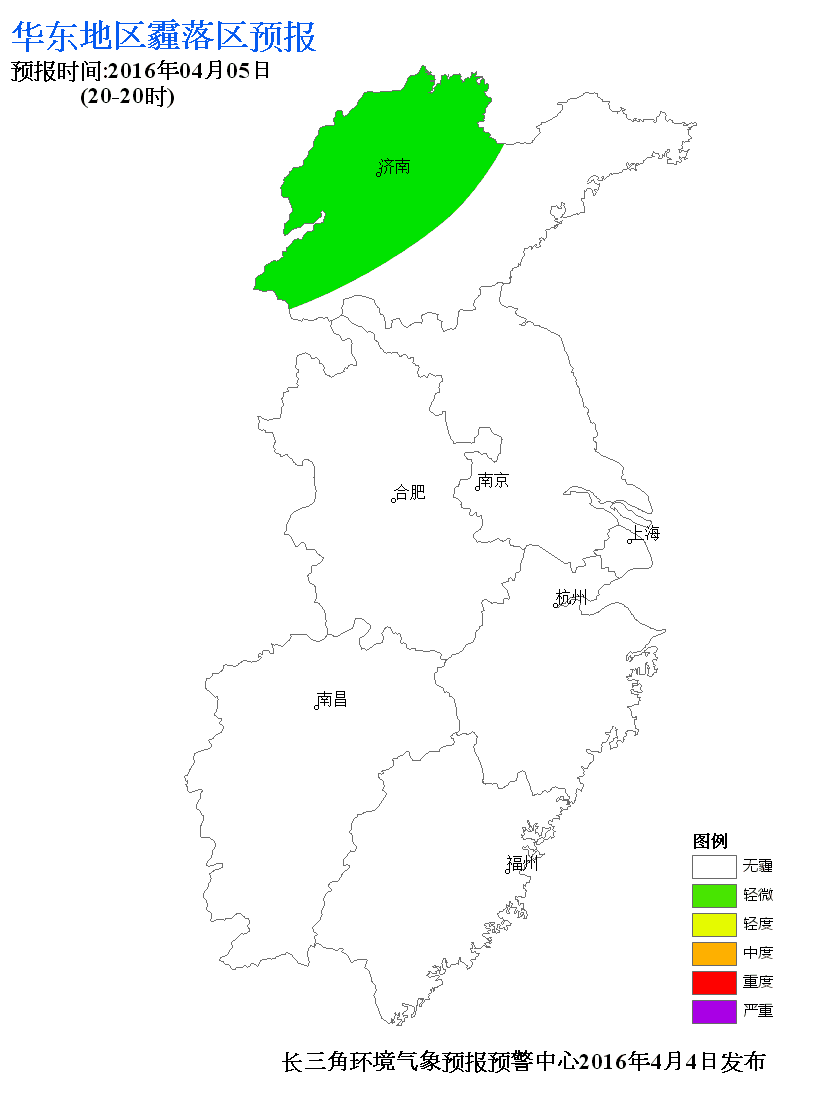 华东地区霾落区预报
预报时间:2016年04月05日
(20-20时)
济南
合肥
南京
上海
杭州
南昌
福州
图例
无霾
轻微
轻度
中度
重度
严重
长三角环境气象预报预警中心2016年4月4日发布